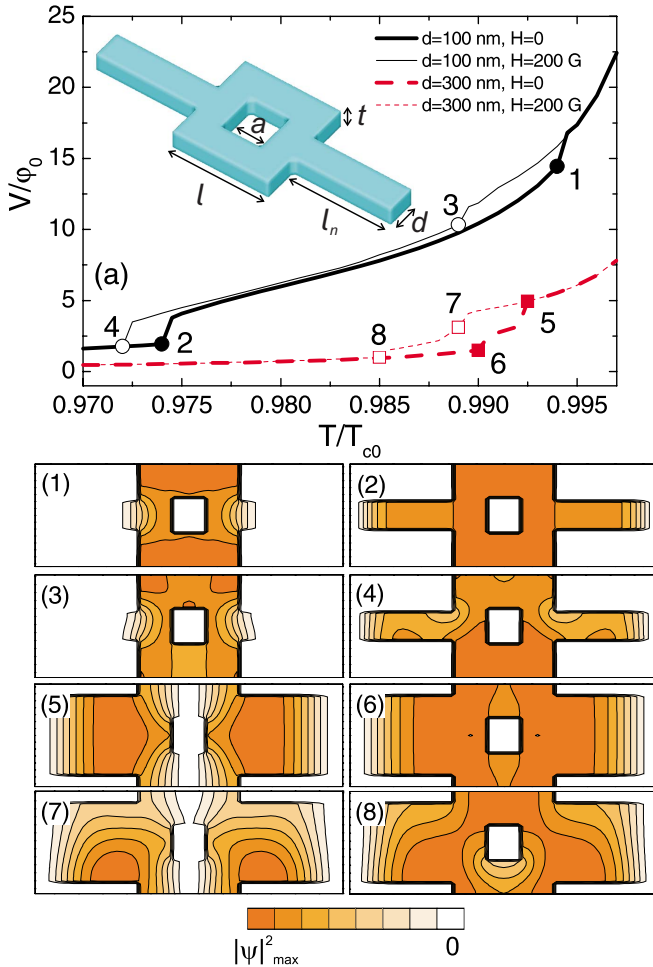 25
20
15
10
5
0
V/φ0
(a)
d=100 nm, H=0
d=100 nm, H=200 G
d=300 nm, H=0
d=300 nm, H=200 G
a
t
l
ln
d
1
2
3
4
5
6
7
8
0.970 0.975 0.980 0.985 0.990 0.995
T/Tc0
(1) (2)
(3) (4)
(5) (6)
(7) (8)
|ψ|²max 0